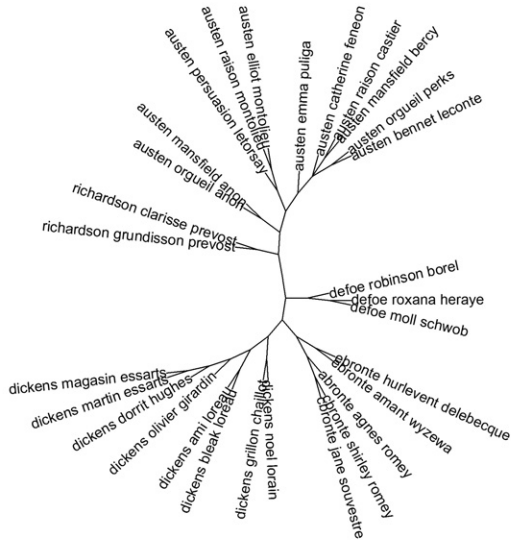 austen elliot montolieu
austen raison montolieu
austen persuasion letorsay
austen emma puliga
austen catherine feneon
austen raison castier
austen mansfield bercy
austen orgueil perks
austen bennet leconte
austen mansfield anon
austen orgueil anon
richardson clarisse prevost
richardson grundisson prevost
defoe robinson borel
defoe roxana heraye
defoe moll schwob
ebronte hurlevent delebecque
ebronte amant wyzewa
abronte agnes romey
cbronte shirley romey
cbronte jane souvestre
dickens noel lorain
dickens grillon chaillot
dickens bleak loreau
dickens ami loreau
dickens olivier girardin
dickens dorrit hughes
dickens martin essarts
dickens magasin essarts